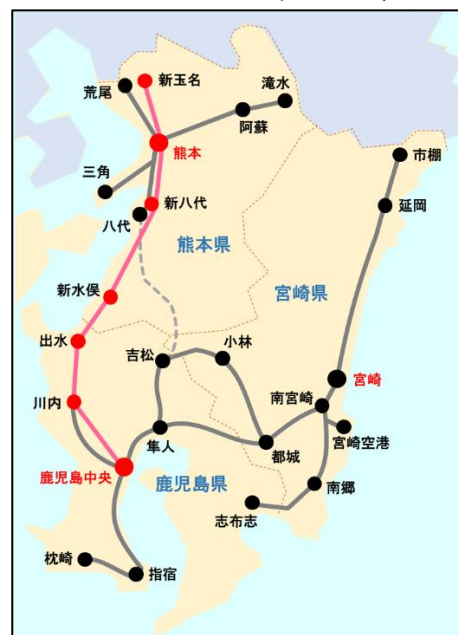 新玉名
荒尾
滝水
阿蘇
熊本
市棚
三角
新八代
延岡
八代
熊本県
新水俣
宮崎県
出水
小林
吉松
宮崎
川内
南宮崎
隼人
宮崎空港
都城
鹿児島中央
鹿児島県
南郷
志布志
枕崎
指宿